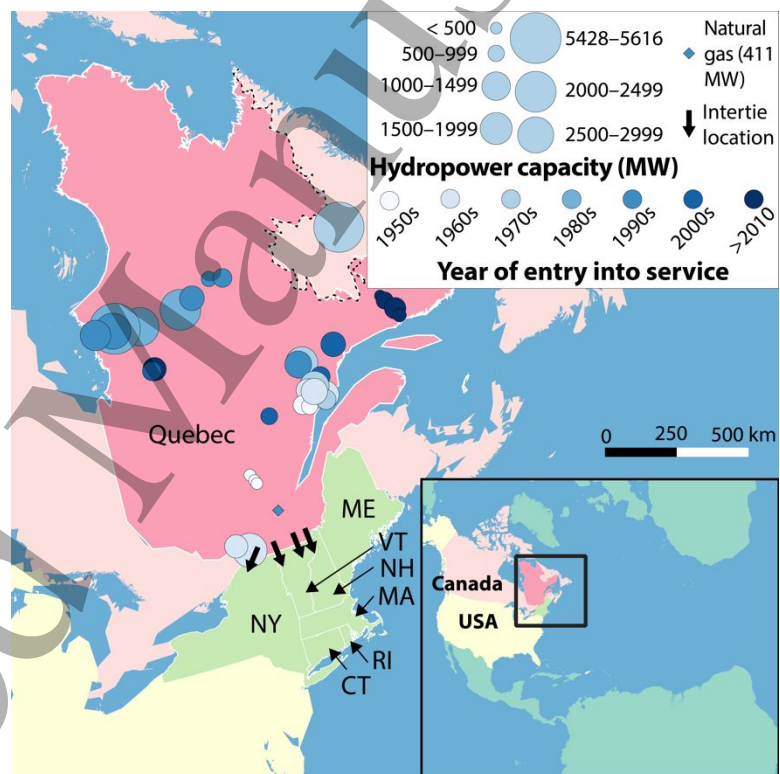 < 500
500–999
1000–1499
1500–1999
5428–5616
2000–2499
2500–2999
Natural
gas (411
MW)
Intertie
location
Hydropower capacity (MW)
1950s
1960s
1970s
1980s
1990s
2000s
>2010
Year of entry into service
Quebec
0 250 500 km
ME
VT
NH
MA
NY
RI
CT
Canada
USA
Manus